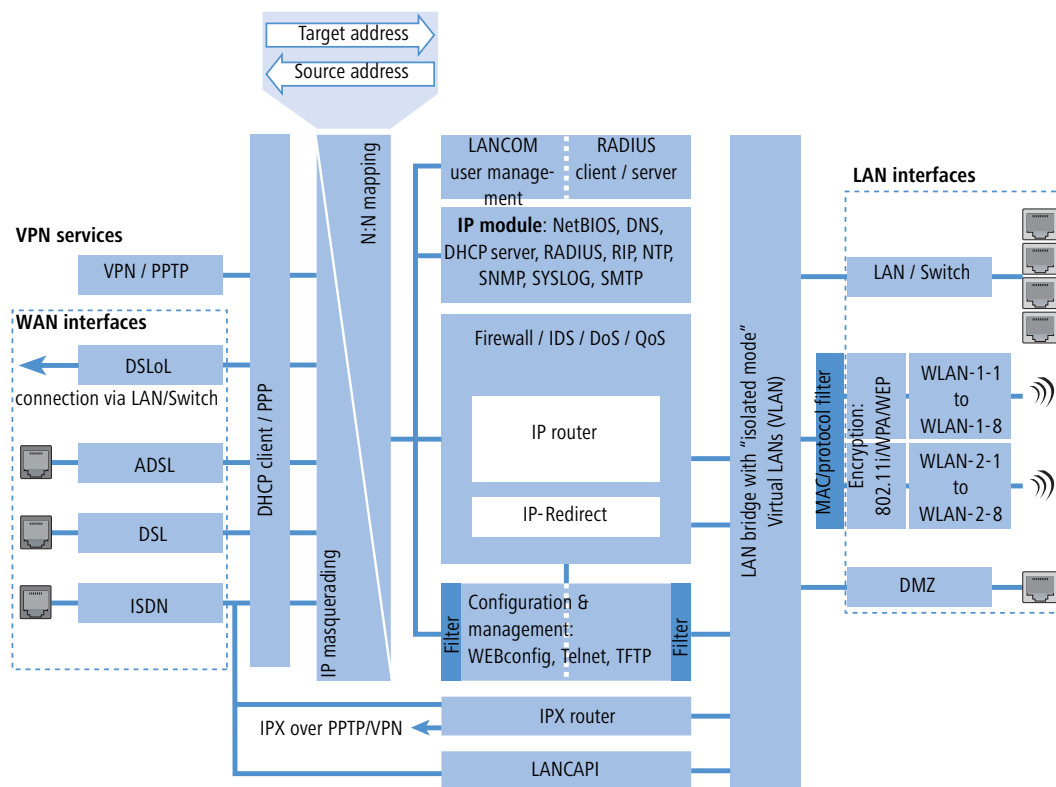 Target address
Source address
LANCOM
user manage-
ment
RADIUS
client / server
N:N mapping
IP masquerading
DHCP client / PPP
IP module: NetBIOS, DNS,
DHCP server, RADIUS, RIP, NTP,
SNMP, SYSLOG, SMTP
VPN services
VPN / PPTP
WAN interfaces
DSLoL
connection via LAN/Switch
ADSL
DSL
ISDN
Firewall / IDS / DoS / QoS
IP router
IP-Redirect
Filter
Configuration &
management:
WEBconfig, Telnet, TFTP
Filter
IPX over PPTP/VPN
IPX router
LANCAPI
LAN bridge with "isolated mode"
Virtual LANs (VLAN)
LAN interfaces
LAN / Switch
MAC/protocol filter
Encryption:
802.11i/WPA/WEP
WLAN-1-1
to
WLAN-1-8
WLAN-2-1
to
WLAN-2-8
DMZ